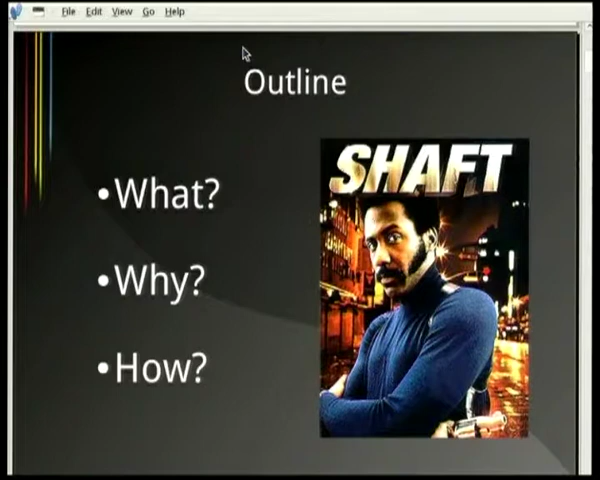 File Edit View Go Help
Outline
SHAFT
•What?
•Why?
•How?